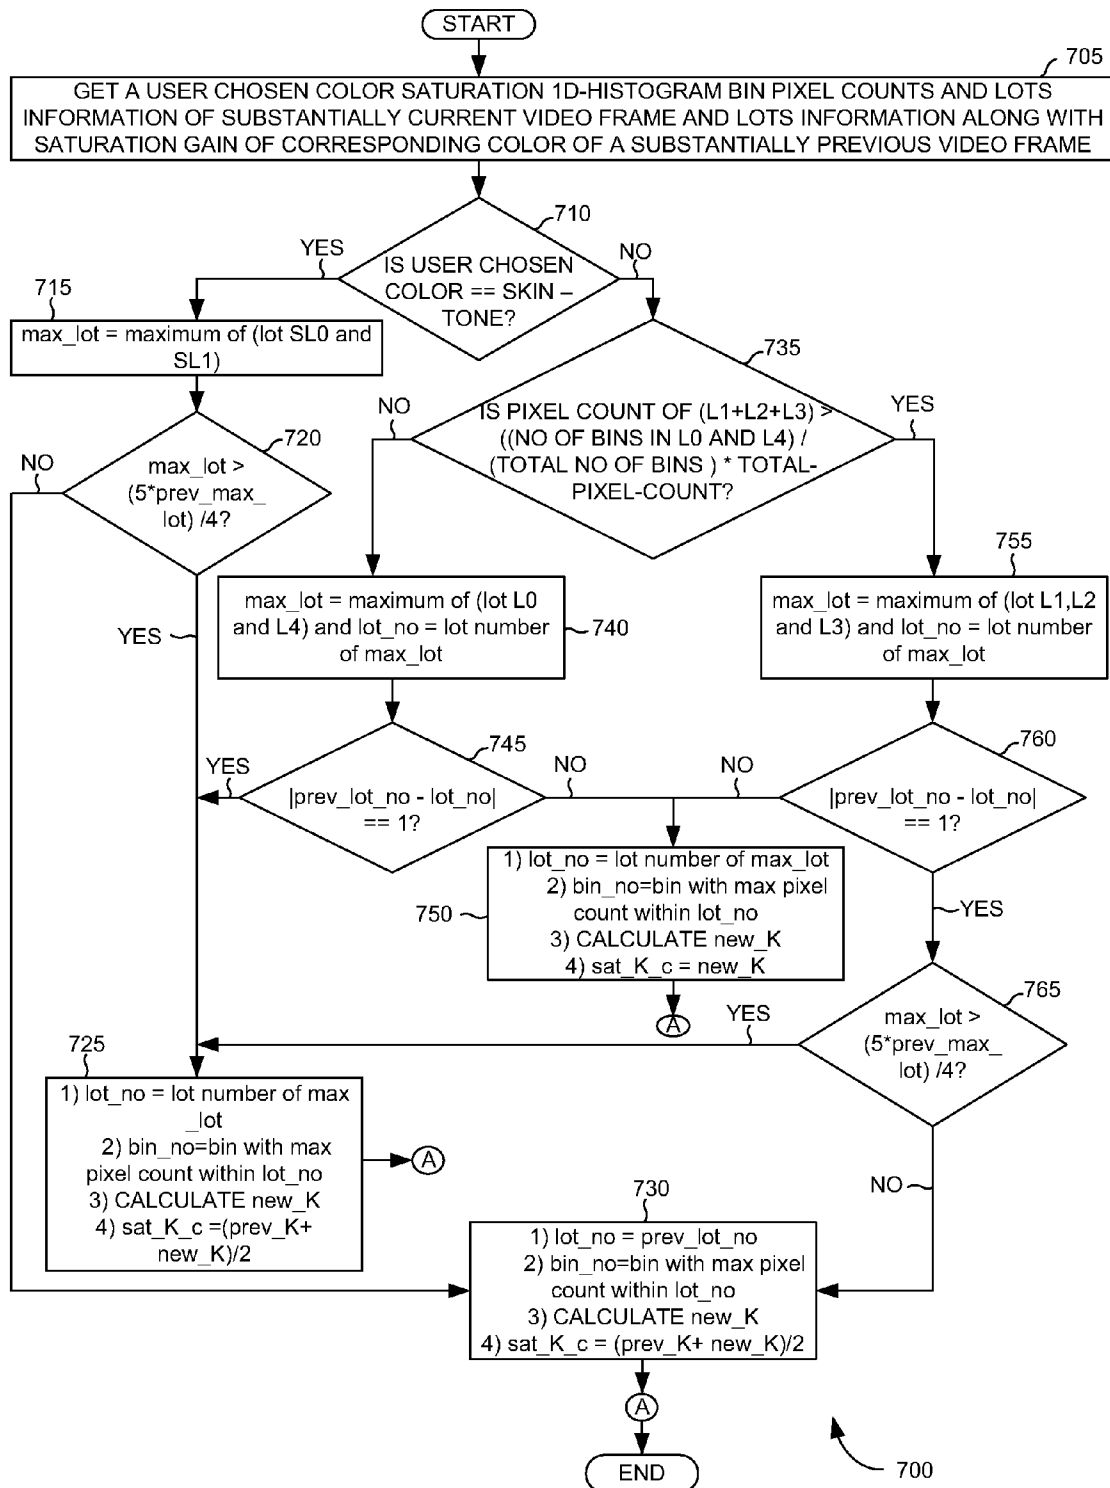 START
705
GET A USER CHOSEN COLOR SATURATION 1D-HISTOGRAM BIN PIXEL COUNTS AND LOTS
INFORMATION OF SUBSTANTIALLY CURRENT VIDEO FRAME AND LOTS INFORMATION ALONG WITH
SATURATION GAIN OF CORRESPONDING COLOR OF A SUBSTANTIALLY PREVIOUS VIDEO FRAME
710
YES
NO
IS USER CHOSEN
COLOR == SKIN –
TONE?
715
max_lot = maximum of (lot SL0 and
SL1)
735
NO
YES
IS PIXEL COUNT OF (L1+L2+L3) >
((NO OF BINS IN L0 AND L4) /
(TOTAL NO OF BINS ) * TOTAL-
PIXEL-COUNT?
720
NO
max_lot >
(5*prev_max_
lot) /4?
YES
max_lot = maximum of (lot L0
and L4) and lot_no = lot number
of max_lot
740
755
max_lot = maximum of (lot L1,L2
and L3) and lot_no = lot number
of max_lot
745
YES
NO
|prev_lot_no - lot_no|
== 1?
760
NO
|prev_lot_no - lot_no|
== 1?
YES
750
1) lot_no = lot number of max_lot
2) bin_no=bin with max pixel
count within lot_no
3) CALCULATE new_K
4) sat_K_c = new_K
A
765
YES
max_lot >
(5*prev_max_
lot) /4?
NO
725
1) lot_no = lot number of max
_lot
2) bin_no=bin with max
pixel count within lot_no
3) CALCULATE new_K
4) sat_K_c =(prev_K+
new_K)/2
A
730
1) lot_no = prev_lot_no
2) bin_no=bin with max pixel
count within lot_no
3) CALCULATE new_K
4) sat_K_c = (prev_K+ new_K)/2
A
END
700